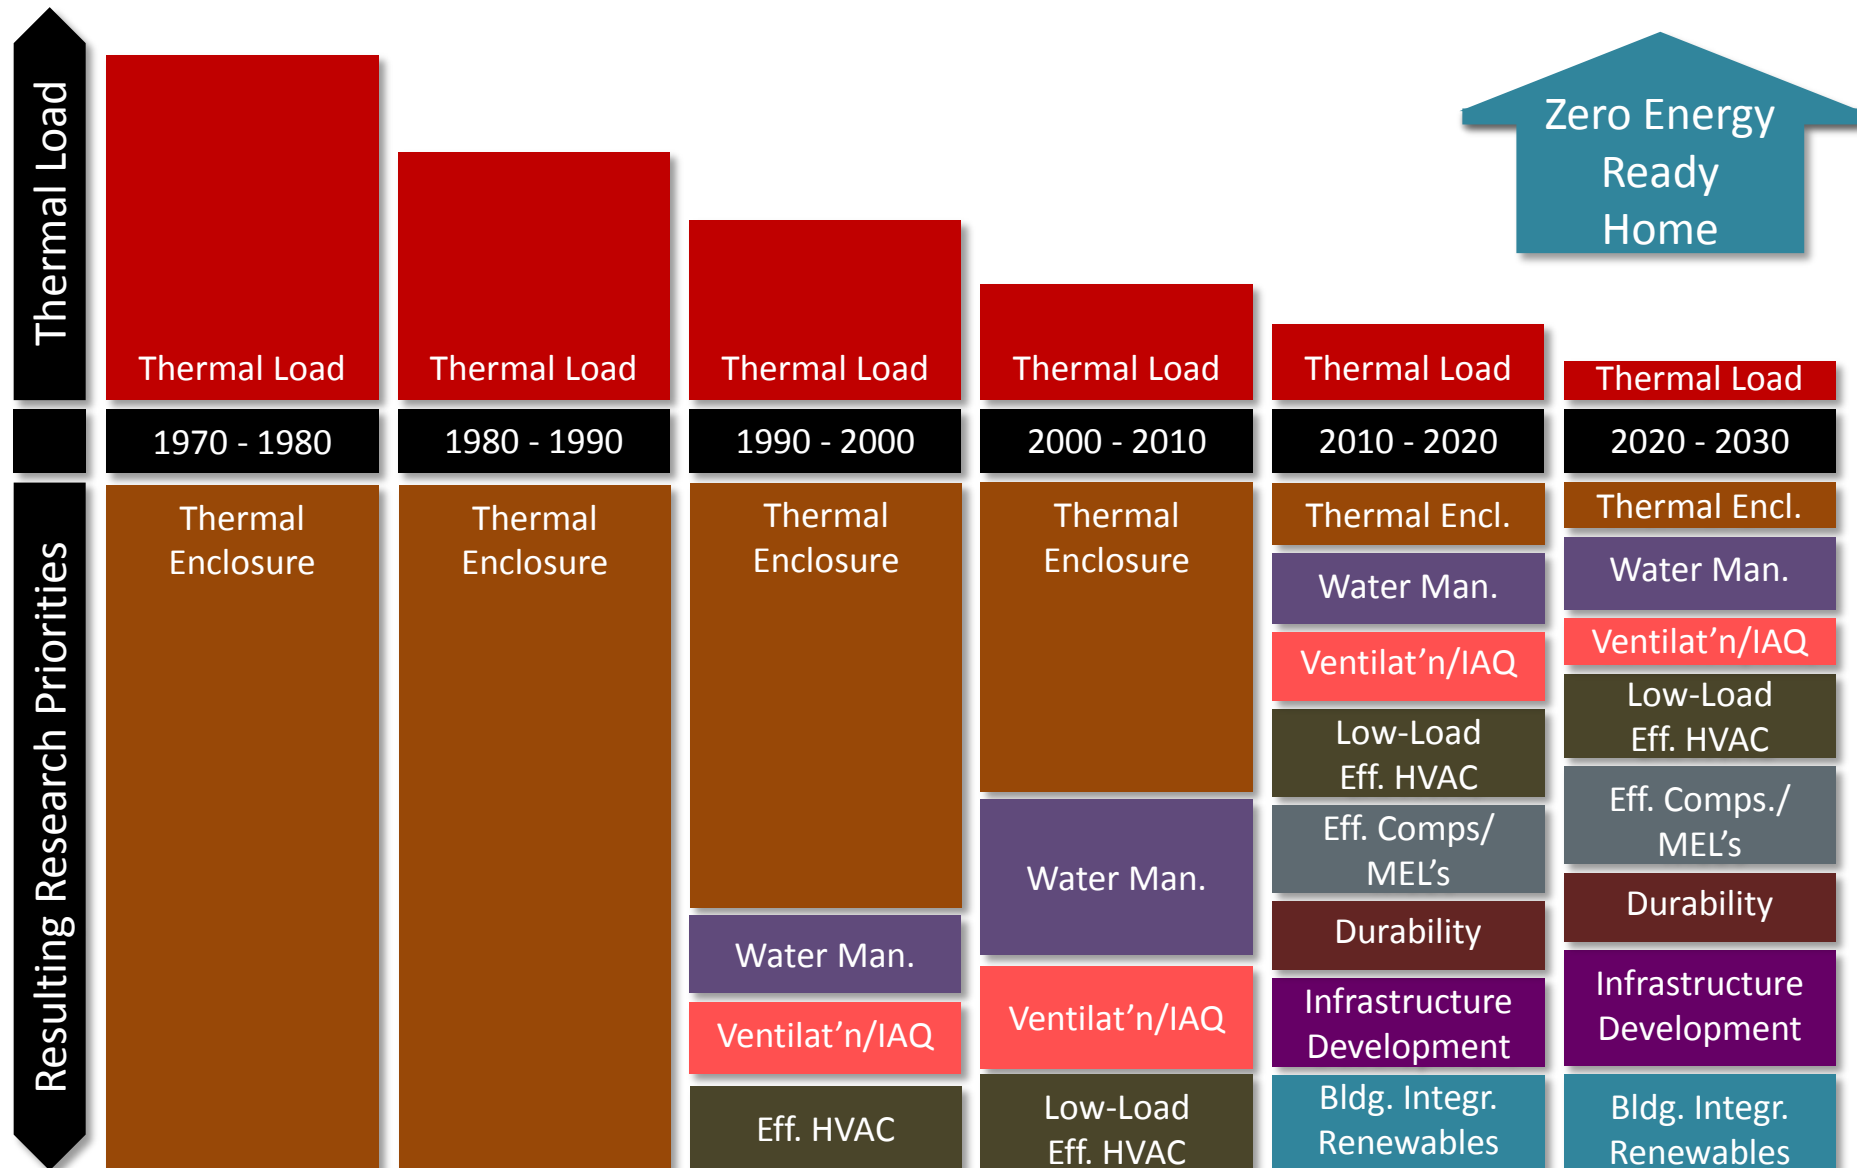 Thermal Load
Zero Energy
Ready
Home
Thermal Load
Thermal Load
Thermal Load
Thermal Load
Thermal Load
Thermal Load
1970 - 1980
1980 - 1990
1990 - 2000
2000 - 2010
2010 - 2020
2020 - 2030
Resulting Research Priorities
Thermal
Enclosure
Thermal
Enclosure
Thermal
Enclosure
Water Man.
Ventilat’n/IAQ
Eff. HVAC
Thermal
Enclosure
Water Man.
Ventilat’n/IAQ
Low-Load
Eff. HVAC
Thermal Encl.
Water Man.
Ventilat’n/IAQ
Low-Load
Eff. HVAC
Eff. Comps/
MEL’s
Durability
Infrastructure
Development
Bldg. Integr.
Renewables
Thermal Encl.
Water Man.
Ventilat’n/IAQ
Low-Load
Eff. HVAC
Eff. Comps./
MEL’s
Durability
Infrastructure
Development
Bldg. Integr.
Renewables